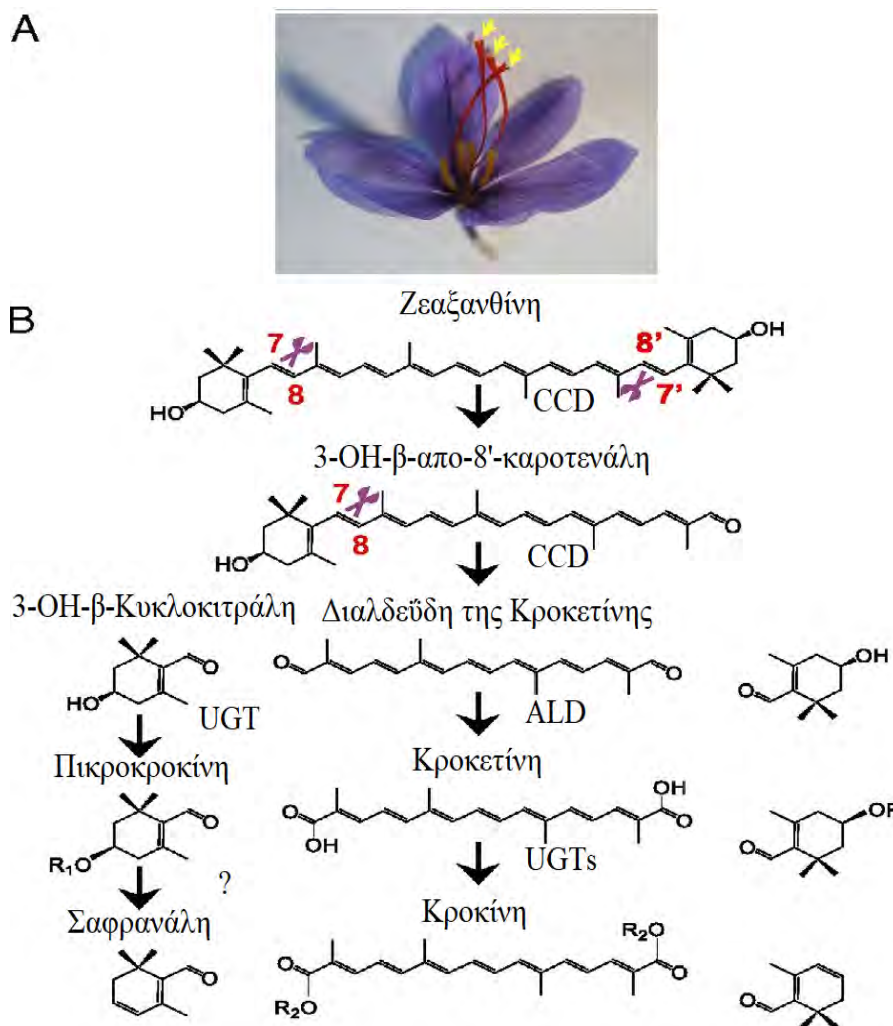 A
B
Ζεαξανθίνη
7
8
8'
7'
OH
HO
CCD
3-OH-β-απο-8'-καροτενάλη
7
8
O
HO
CCD
3-OH-β-Κυκλοκιτράλη
Διαλδεΰδη της Κροκετίνης
O
HO
UGT
O
O
ALD
OH
O
Πικροκροκίνη
Κροκετίνη
O
R₁O
O
OH
OH
O
UGTs
O
?
Σαφρανάλη
Κροκίνη
O
O
R₂O
R₂O
O
O